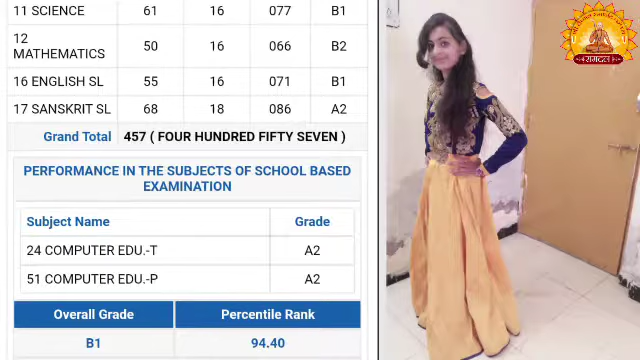 11 SCIENCE 61 16 077 B1
12
MATHEMATICS 50 16 066 B2
16 ENGLISH SL 55 16 071 B1
17 SANSKRIT SL 68 18 086 A2
Grand Total 457 ( FOUR HUNDRED FIFTY SEVEN )
PERFORMANCE IN THE SUBJECTS OF SCHOOL BASED
EXAMINATION
Subject Name Grade
24 COMPUTER EDU.-T A2
51 COMPUTER EDU.-P A2
Overall Grade Percentile Rank
B1 94.40
रामदल